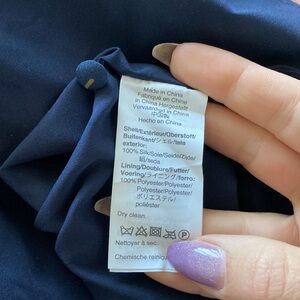 Made in China
Fabriqué en China
in China Hergestellt
Vervaardigd in China
中国製
Hecho en China
Shell/Extérieur/Oberstoff/
Buitenkant/シェル/tela
exterior:
100% Silk/Soie/Seide/Zijde/
絹/seda
Lining/Doublure/Futter/
Voering/ライニング/forro:
100% Polyester/Polyester/
ポリエステル/
poliéster
Dry clean.
P
Nettoyer à sec.
Chemische reinig